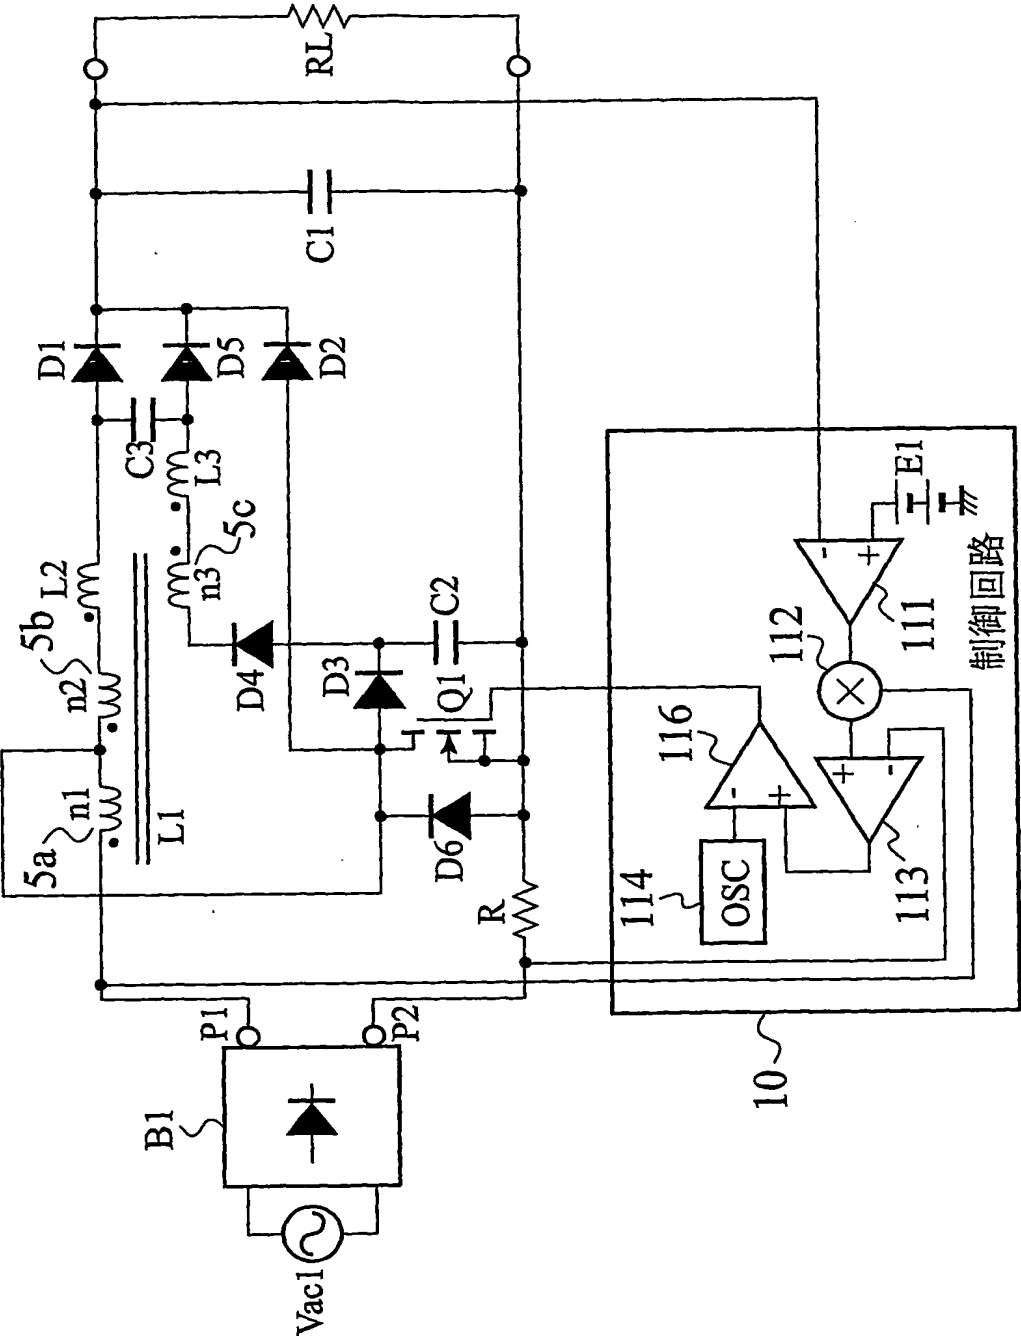 Vac1
B1
P1
P2
5a
n1
L1
5b
n2
L2
C3
D1
D5
D2
L3
n3
5c
D4
D3
C2
Q1
D6
R
C1
RL
10
制御回路
114
OSC
116
-
+
113
+
-
112
×
111
-
+
E1